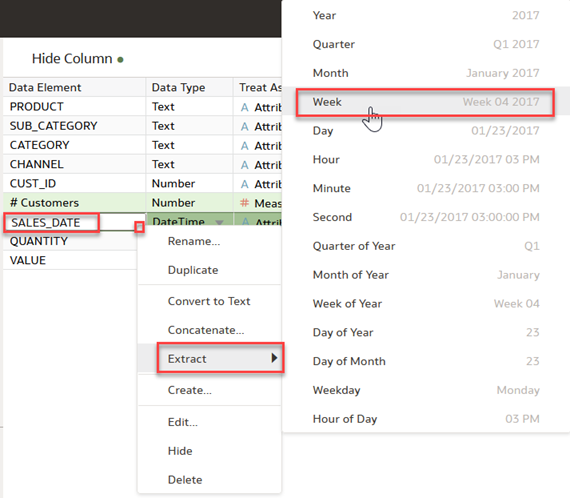 Hide Column
Data Element Data Type Treat As
PRODUCT Text A Attrib
SUB_CATEGORY Text A Attrib
CATEGORY Text A Attrib
CHANNEL Text A Attrib
CUST_ID Number A Attrib
# Customers Number # Meas
SALES_DATE DateTime A Attrib
QUANTITY
VALUE
Rename...
Duplicate
Convert to Text
Concatenate...
Extract
Create...
Edit...
Hide
Delete
Year 2017
Quarter Q1 2017
Month January 2017
Week Week 04 2017
Day 01/23/2017
Hour 01/23/2017 03 PM
Minute 01/23/2017 03:00 PM
Second 01/23/2017 03:00:00 PM
Quarter of Year Q1
Month of Year January
Week of Year Week 04
Day of Year 23
Day of Month 23
Weekday Monday
Hour of Day 03 PM